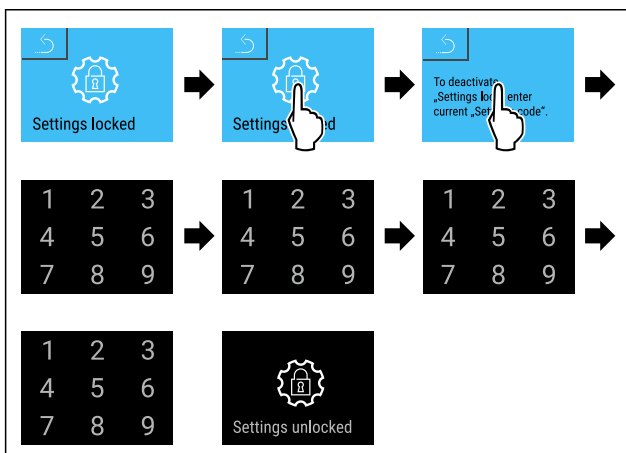 Settings locked
Settings
To deactivate
„Settings enter
current code“.
1 2 3
4 5 6
7 8 9
1 2 3
4 5 6
7 8 9
1 2 3
4 5 6
7 8 9
1 2 3
4 5 6
7 8 9
Settings unlocked